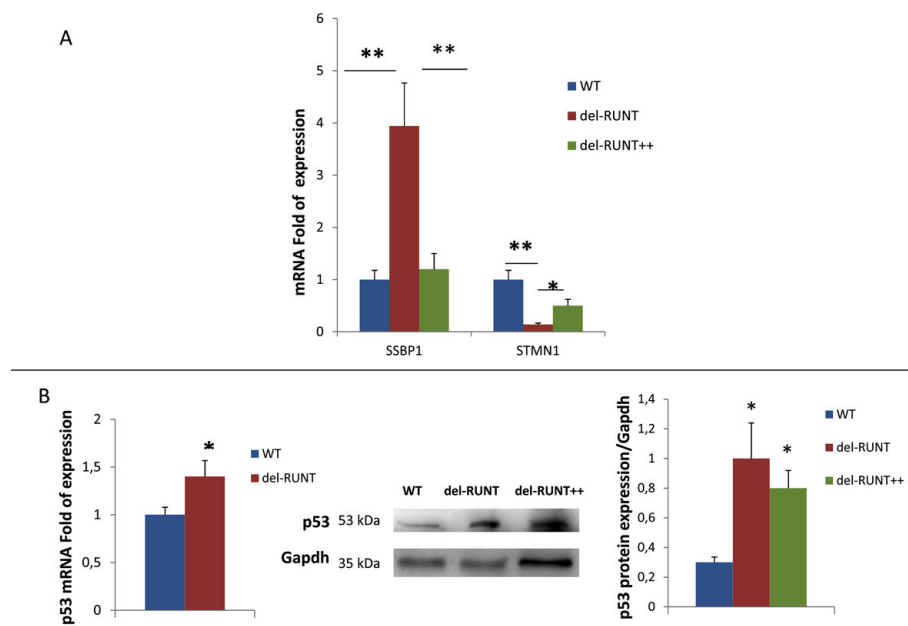 A
mRNA Fold of expression
6
5
4
3
2
1
0
**
**
**
*
SSBP1
STMN1
WT
del-RUNT
del-RUNT++
B
p53 mRNA Fold of expression
2
1,5
1
0,5
0
*
WT
del-RUNT
WT del-RUNT del-RUNT++
p53 53 kDa
Gapdh 35 kDa
p53 protein expression/Gapdh
1,4
1,2
1
0,8
0,6
0,4
0,2
0
*
*
WT
del-RUNT
del-RUNT++